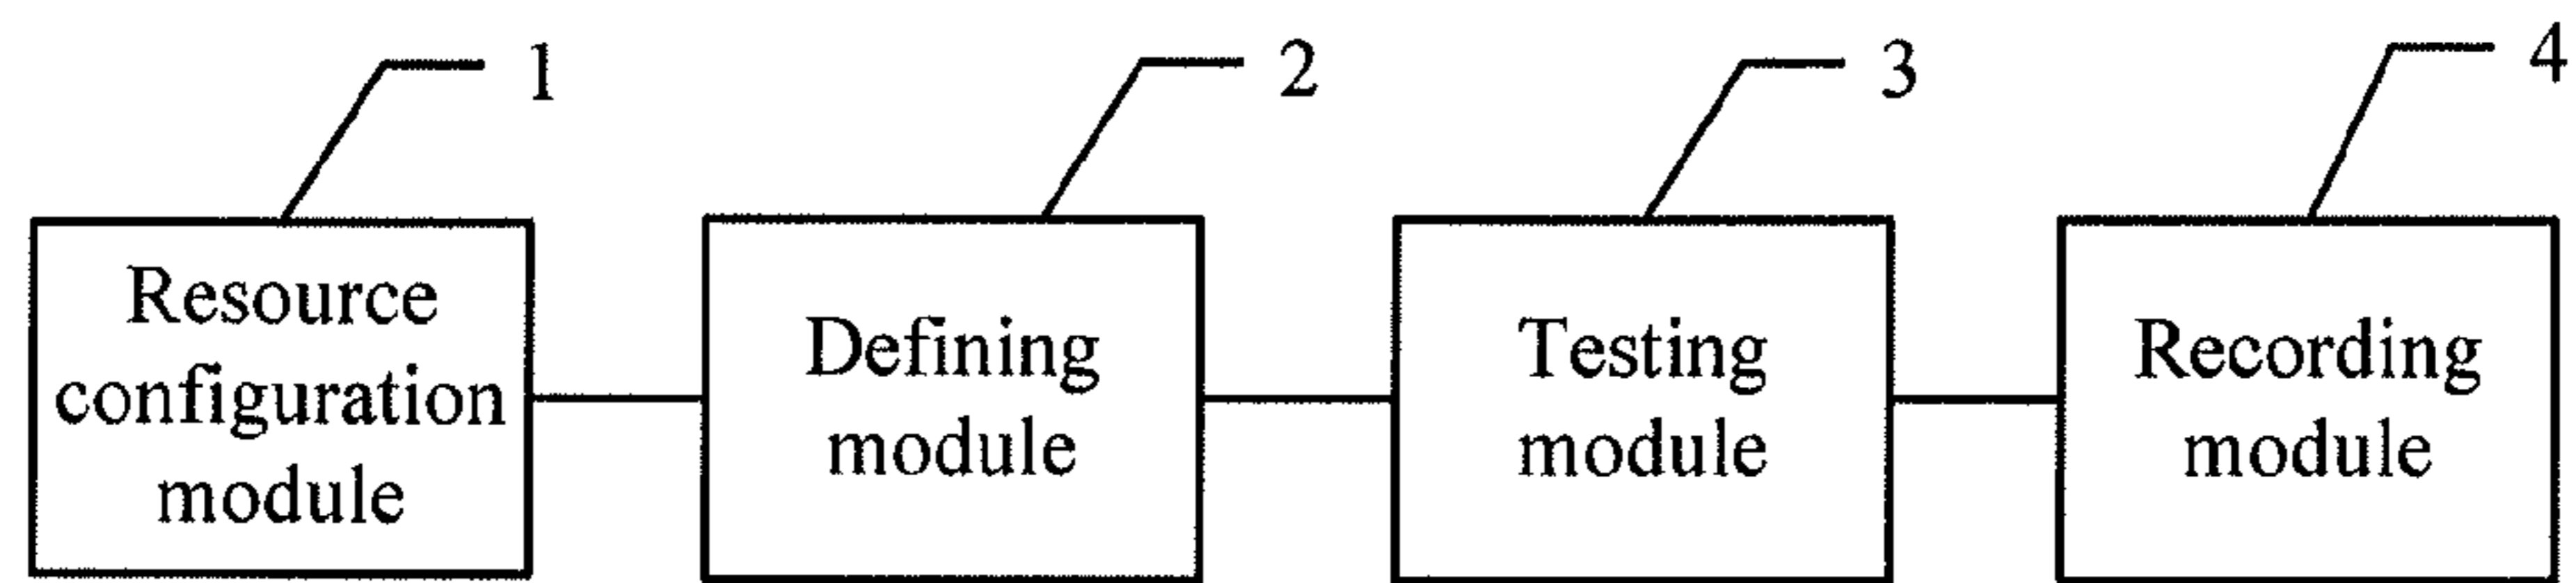 1
2
3
4
Resource
configuration
module
Defining
module
Testing
module
Recording
module